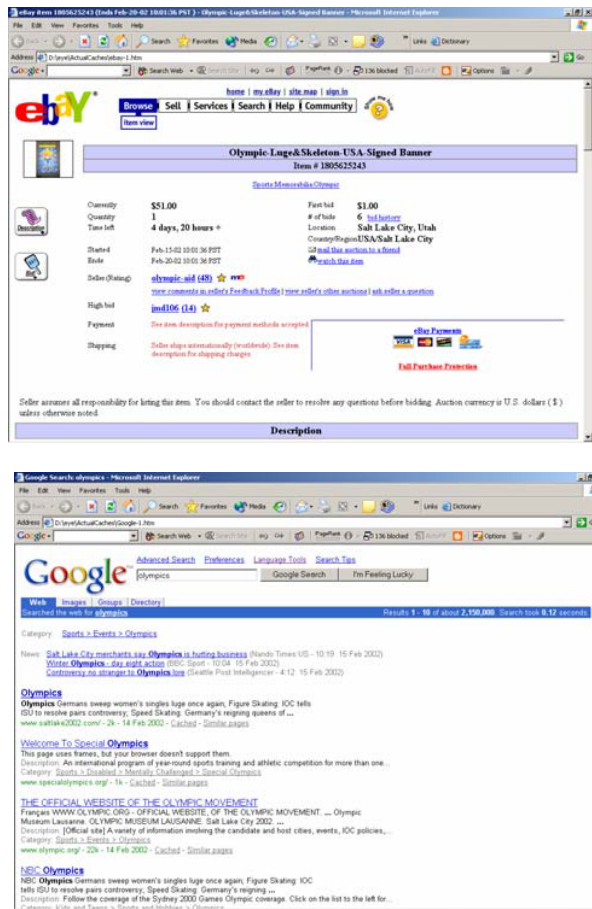 eBay item 1805625243 (Ends Feb-20-02 10:01:36 PST ) - Olympic-Luge&Skeleton-USA-Signed Banner - Microsoft Internet Explorer
File Edit View Favorites Tools Help
Back Search Favorites Media Links Dictionary
Address D:\eye\ActualCaches\ebay-1.htm Go
Google Search Web PageRank 136 blocked AutoFill Options
home | my eBay | site map | sign in
ebY
Browse Sell Services Search Help Community
Item view
Olympic-Luge&Skeleton-USA-Signed Banner
Item # 1805625243
Sports Memorabilia:Olympic
Currently $51.00 First bid $1.00
Quantity 1 # of bids 6 bid history
Time left 4 days, 20 hours + Location Salt Lake City, Utah
Description
Country/Region USA/Salt Lake City
Started Feb-15-02 10:01:36 PST mail this auction to a friend
Ends Feb-20-02 10:01:36 PST watch this item
Bid!
Seller (Rating) olympic-aid (48) me
view comments in seller's Feedback Profile | view seller's other auctions | ask seller a question
High bid jmd106 (14)
Payment See item description for payment methods accepted
eBay Payments
VISA
Shipping Seller ships internationally (worldwide). See item
description for shipping charges.
Full Purchase Protection
Seller assumes all responsibility for listing this item. You should contact the seller to resolve any questions before bidding. Auction currency is U.S. dollars ( $ )
unless otherwise noted.
Description
Google Search: olympics - Microsoft Internet Explorer
File Edit View Favorites Tools Help
Back Search Favorites Media Links Dictionary
Address D:\eye\ActualCaches\Google-1.htm
Google Search Web PageRank 136 blocked AutoFill Options
Advanced Search Preferences Language Tools Search Tips
Google olympics Google Search I'm Feeling Lucky
Web Images Groups Directory
Searched the web for olympics Results 1 - 10 of about 2,150,000. Search took 0.12 seconds.
Category: Sports > Events > Olympics
News: Salt Lake City merchants say Olympics is hurting business (Nando Times US - 10:19 15 Feb 2002)
Winter Olympics - day eight action (BBC Sport - 10:04 15 Feb 2002)
Controversy no stranger to Olympics lore (Seattle Post Intelligencer - 4:12 15 Feb 2002)
Olympics
Olympics Germans sweep women's singles luge once again; Figure Skating: IOC tells
ISU to resolve pairs controversy; Speed Skating: Germany's reigning queens of ...
www.saltlake2002.com/ - 2k - 14 Feb 2002 - Cached - Similar pages
Welcome To Special Olympics
This page uses frames, but your browser doesn't support them.
Description: An international program of year-round sports training and athletic competition for more than one...
Category: Sports > Disabled > Mentally Challenged > Special Olympics
www.specialolympics.org/ - 1k - Cached - Similar pages
THE OFFICIAL WEBSITE OF THE OLYMPIC MOVEMENT
Français WWW.OLYMPIC.ORG - OFFICIAL WEBSITE, OF THE OLYMPIC MOVEMENT. ... Olympic
Museum Lausanne. OLYMPIC MUSEUM LAUSANNE. Salt Lake City 2002. ...
Description: [Official site] A variety of information involving the candidate and host cities, events, IOC policies,...
Category: Sports > Events > Olympics
www.olympic.org/ - 22k - 14 Feb 2002 - Cached - Similar pages
NBC Olympics
NBC Olympics Germans sweep women's singles luge once again; Figure Skating: IOC
tells ISU to resolve pairs controversy; Speed Skating: Germany's reigning ...
Description: Follow the coverage of the Sydney 2000 Games Olympic coverage. Click on the list to the left for...
Category: Kids and Teens > Sports and Hobbies > Olympics